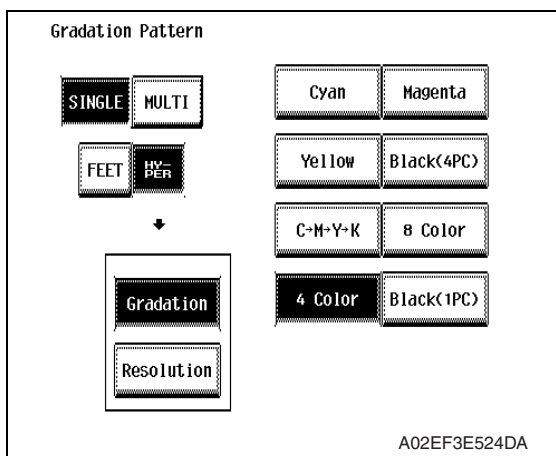 Gradation Pattern
SINGLE MULTI
FEET HY-
PER
Gradation
Resolution
Cyan Magenta
Yellow Black(4PC)
C→M→Y→K 8 Color
4 Color Black(1PC)
A02EF3E524DA